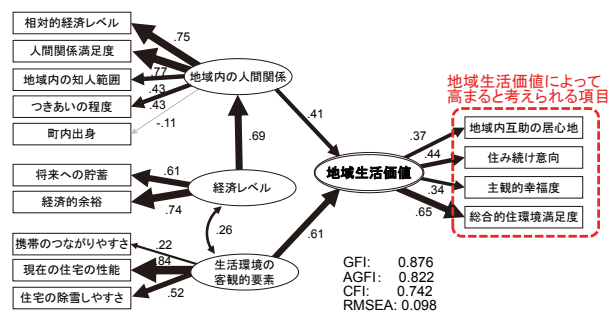 相対的経済レベル
人間関係満足度
地域内の知人範囲
つきあいの程度
町内出身
.75
.77
.43
.43
-.11
地域内の人間関係
.41
.69
将来への貯蓄
経済的余裕
.61
.74
経済レベル
.26
携帯のつながりやすさ
現在の住宅の性能
住宅の除雪しやすさ
.22
.84
.52
生活環境の
客観的要素
.61
地域生活価値
地域生活価値によって
高まると考えられる項目
.37
.44
.34
.65
地域内互助の居心地
住み続け意向
主観的幸福度
総合的住環境満足度
GFI: 0.876
AGFI: 0.822
CFI: 0.742
RMSEA: 0.098